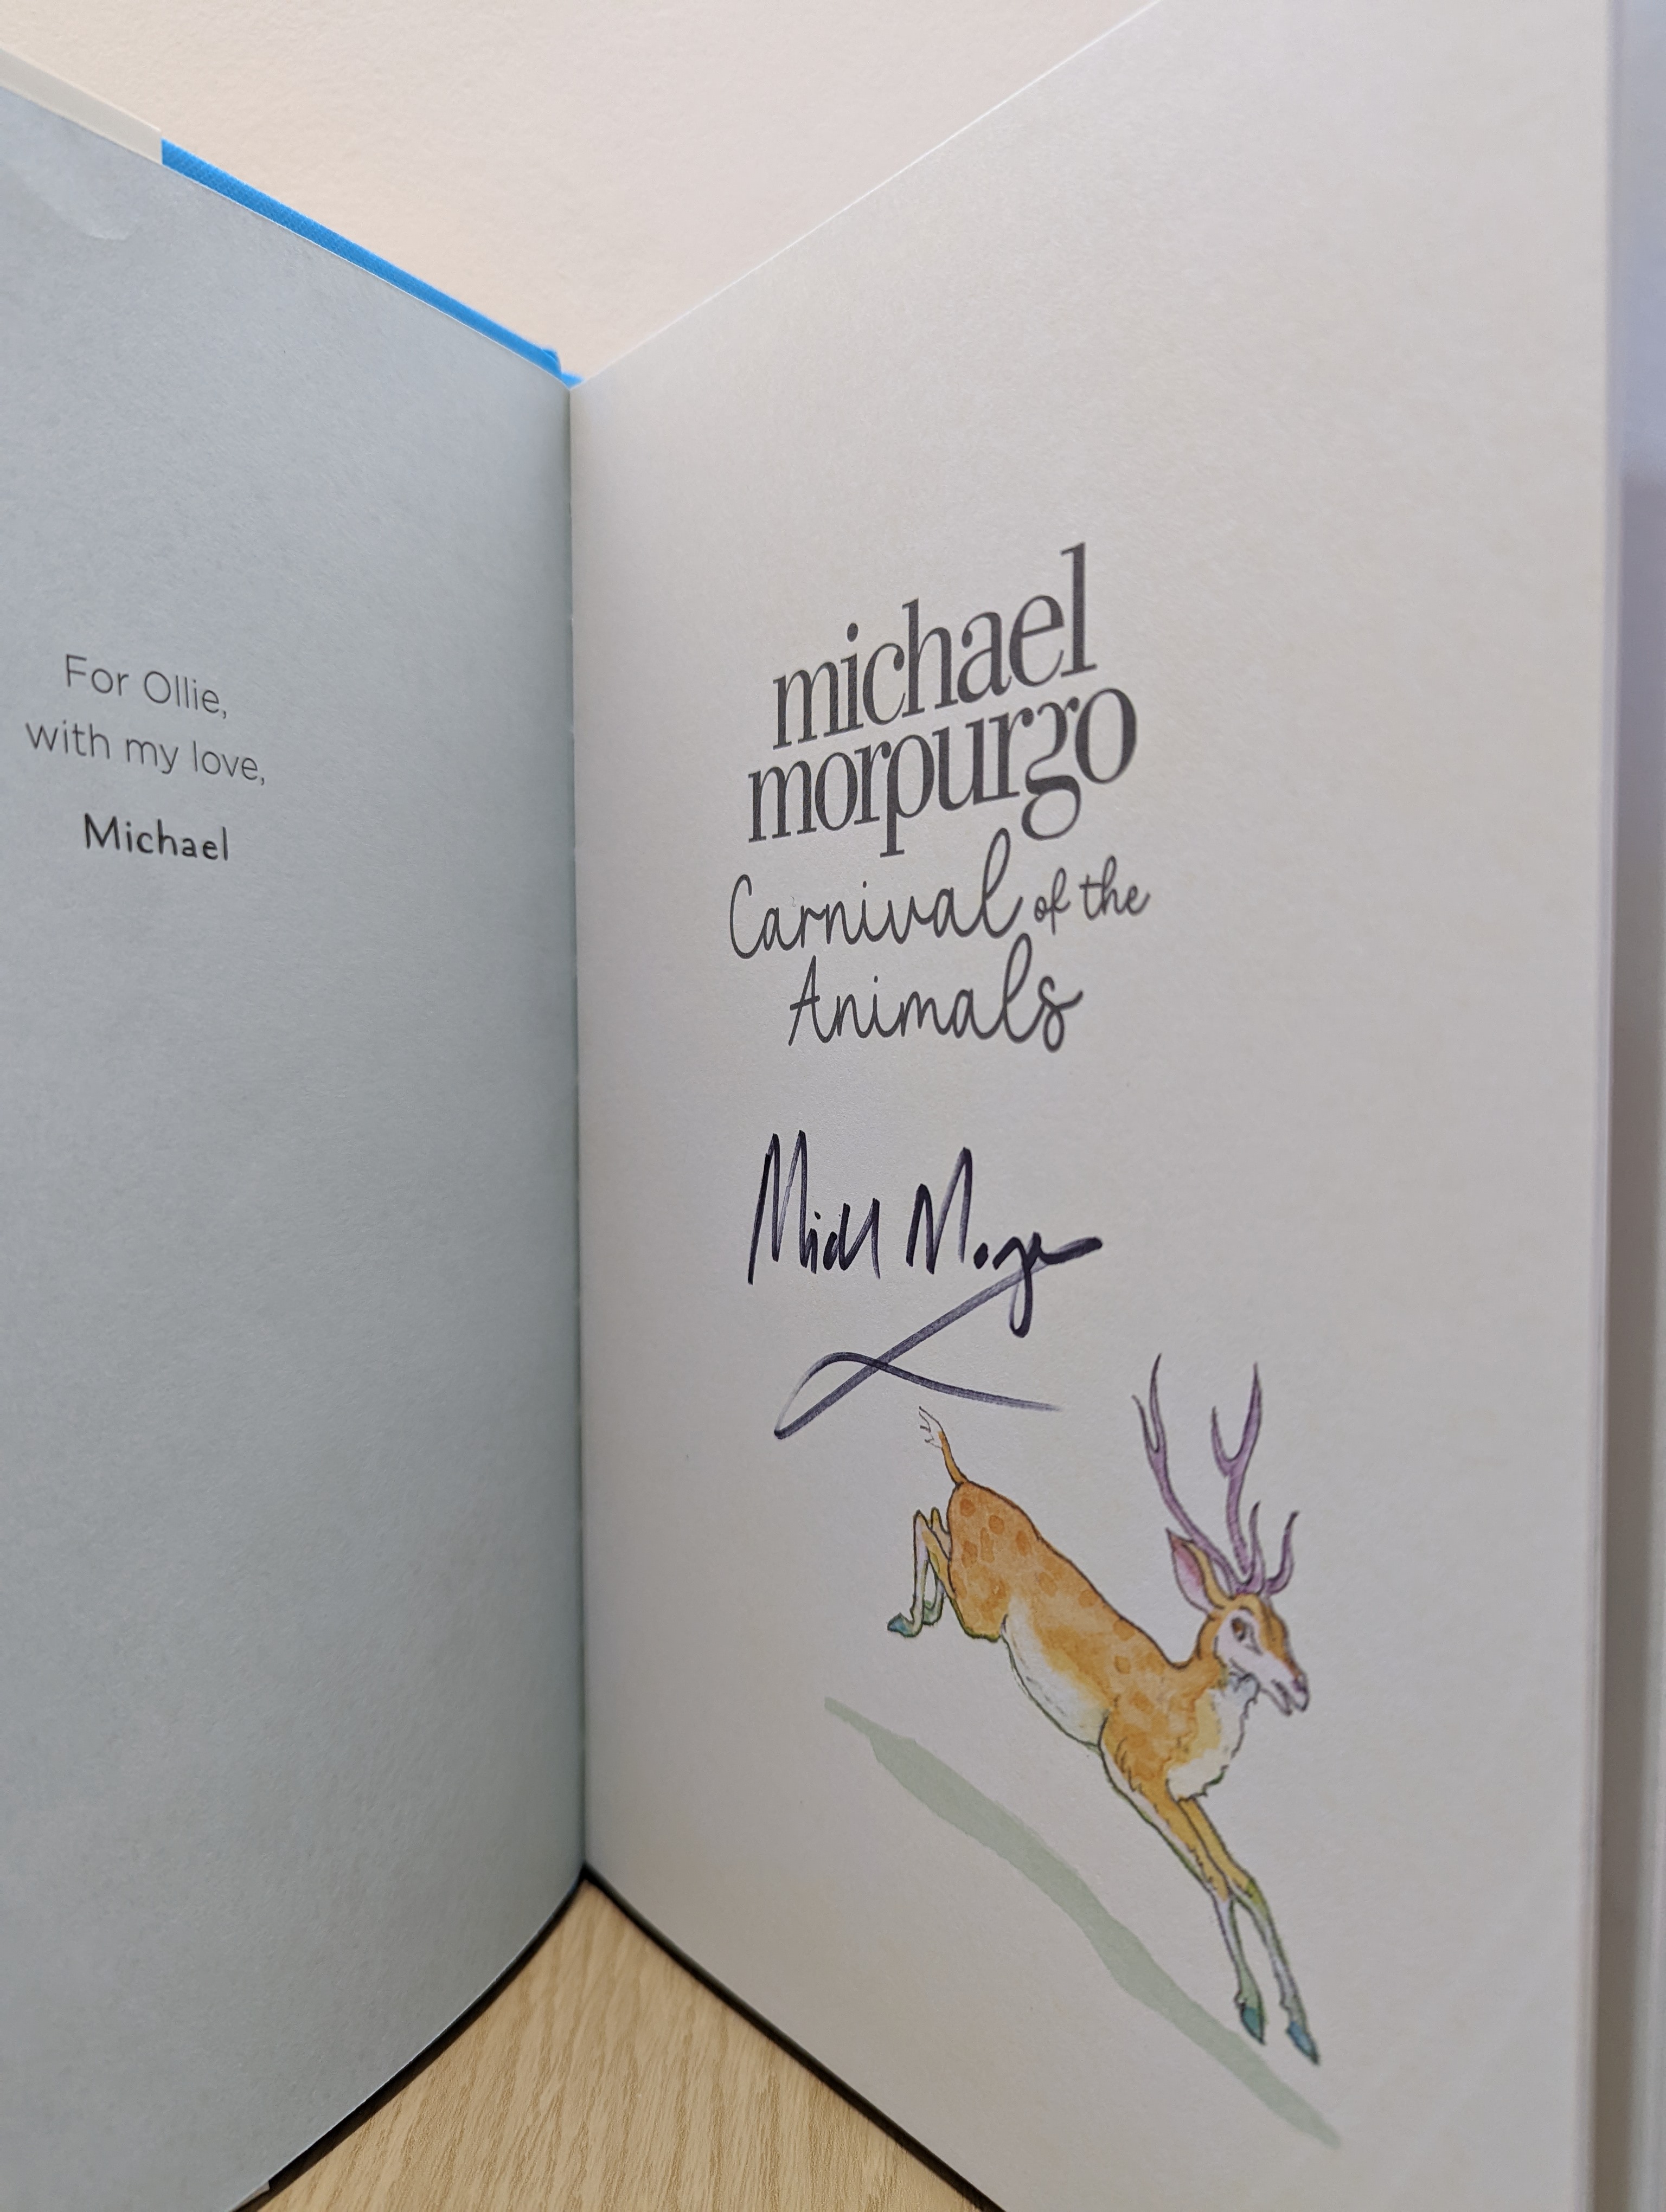 For Ollie,
with my love,
Michael
michael
morpurgo
Carnival of the
Animals